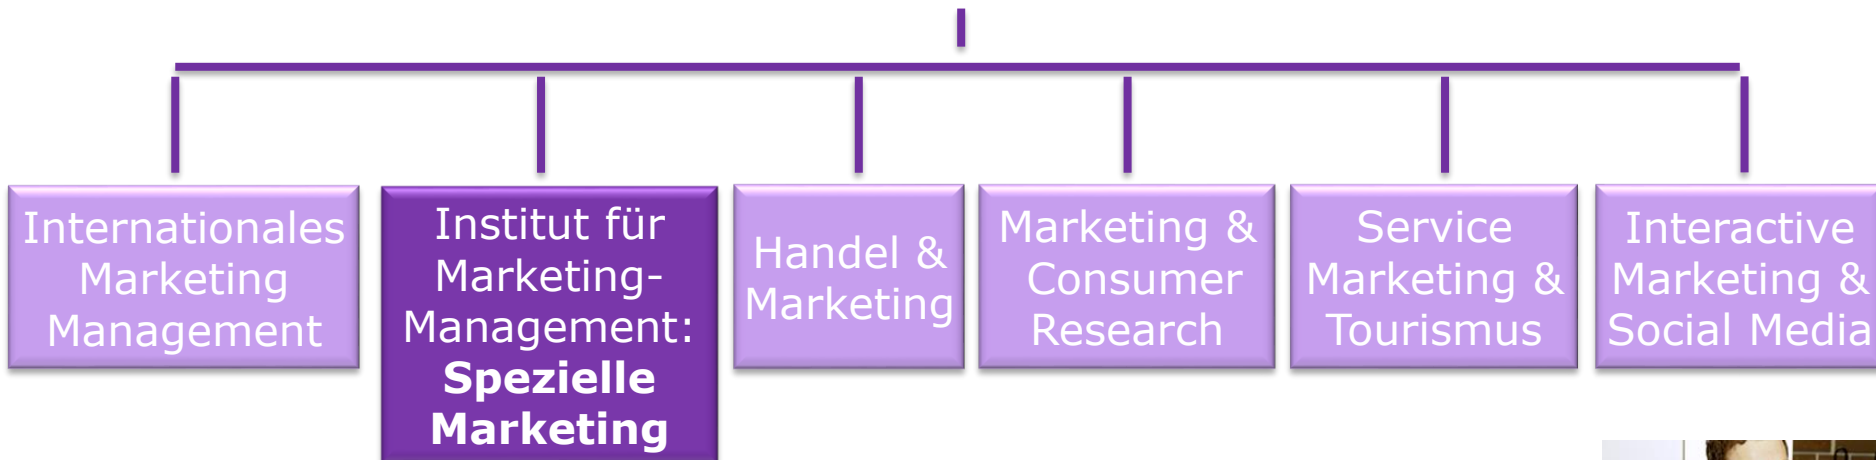 Internationales
Marketing
Management
Institut für
Marketing-
Management:
Spezielle
Marketing
Handel &
Marketing
Marketing &
Consumer
Research
Service
Marketing &
Tourismus
Interactive
Marketing &
Social Media